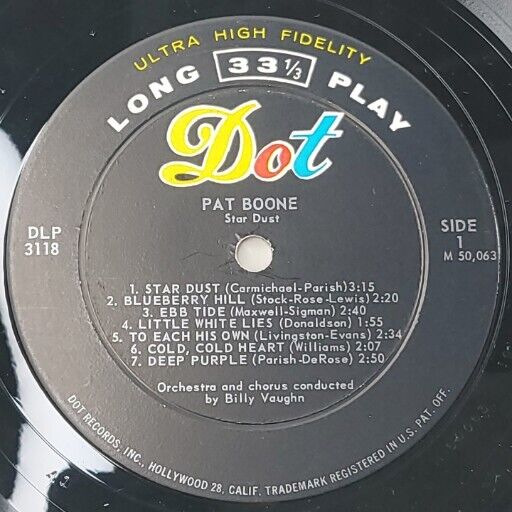 ULTRA HIGH FIDELITY
LONG 33 1/3 PLAY
Dot
PAT BOONE
Star Dust
DLP
3118
SIDE
1
M 50,063
1. STAR DUST (Carmichael-Parish)3:15
2. BLUEBERRY HILL (Stock-Rose-Lewis) 2:20
3. EBB TIDE (Maxwell-Sigman) 2:40
4. LITTLE WHITE LIES (Donaldson) 1:55
5. TO EACH HIS OWN (Livingston-Evans) 2:34
6. COLD, COLD HEART (Williams) 2:07
7. DEEP PURPLE (Parish-DeRose) 2:50
Orchestra and chorus conducted
by Billy Vaughn
DOT RECORDS, INC., HOLLYWOOD 28, CALIF. TRADEMARK REGISTERED IN U.S. PAT. OFF.